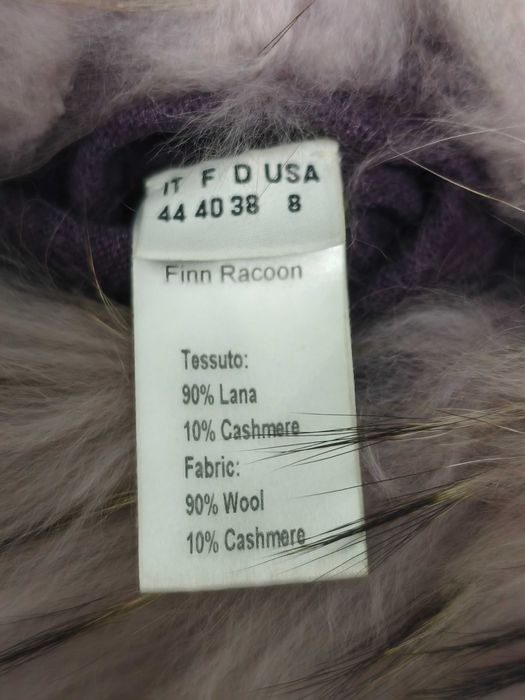 IT F D USA
44 40 38 8
Finn Racoon
Tessuto:
90% Lana
10% Cashmere
Fabric:
90% Wool
10% Cashmere